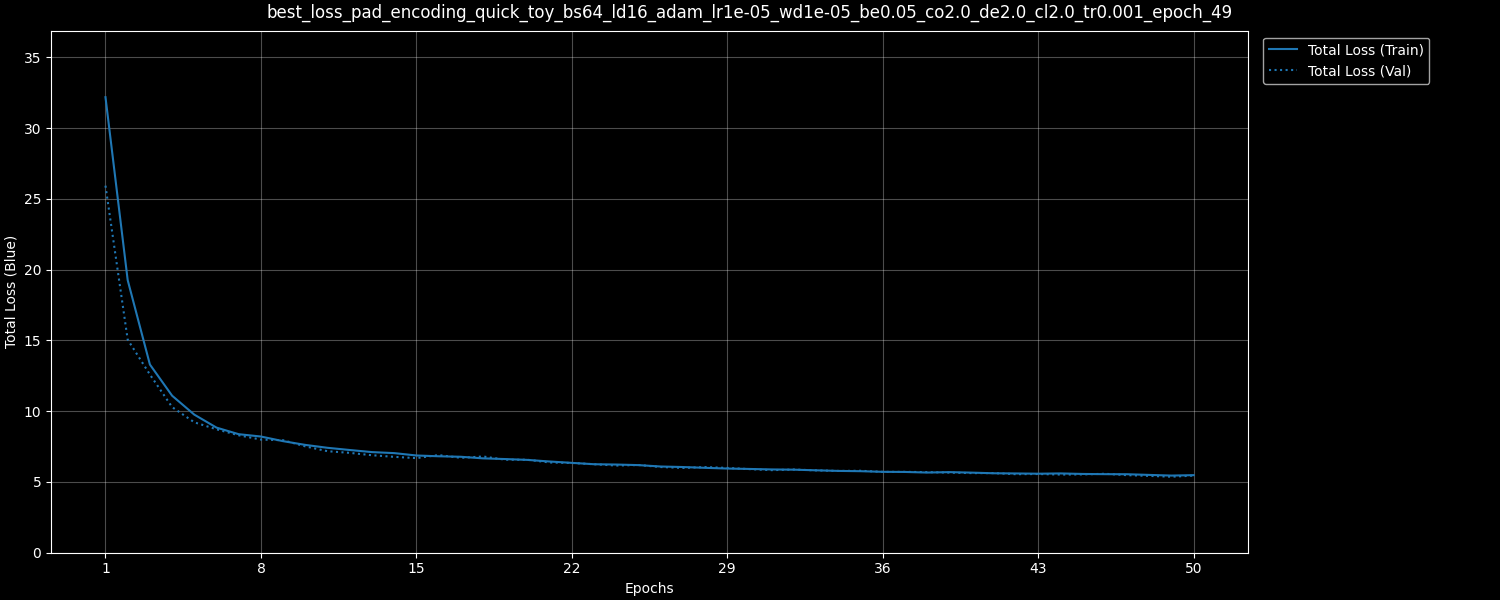 best_loss_pad_encoding_quick_toy_bs64_ld16_adam_lr1e-05_wd1e-05_be0.05_co2.0_de2.0_cl2.0_tr0.001_epoch_49
Total Loss (Train)
Total Loss (Val)
Total Loss (Blue)
35
30
25
20
15
10
5
0
1 8 15 22 29 36 43 50
Epochs